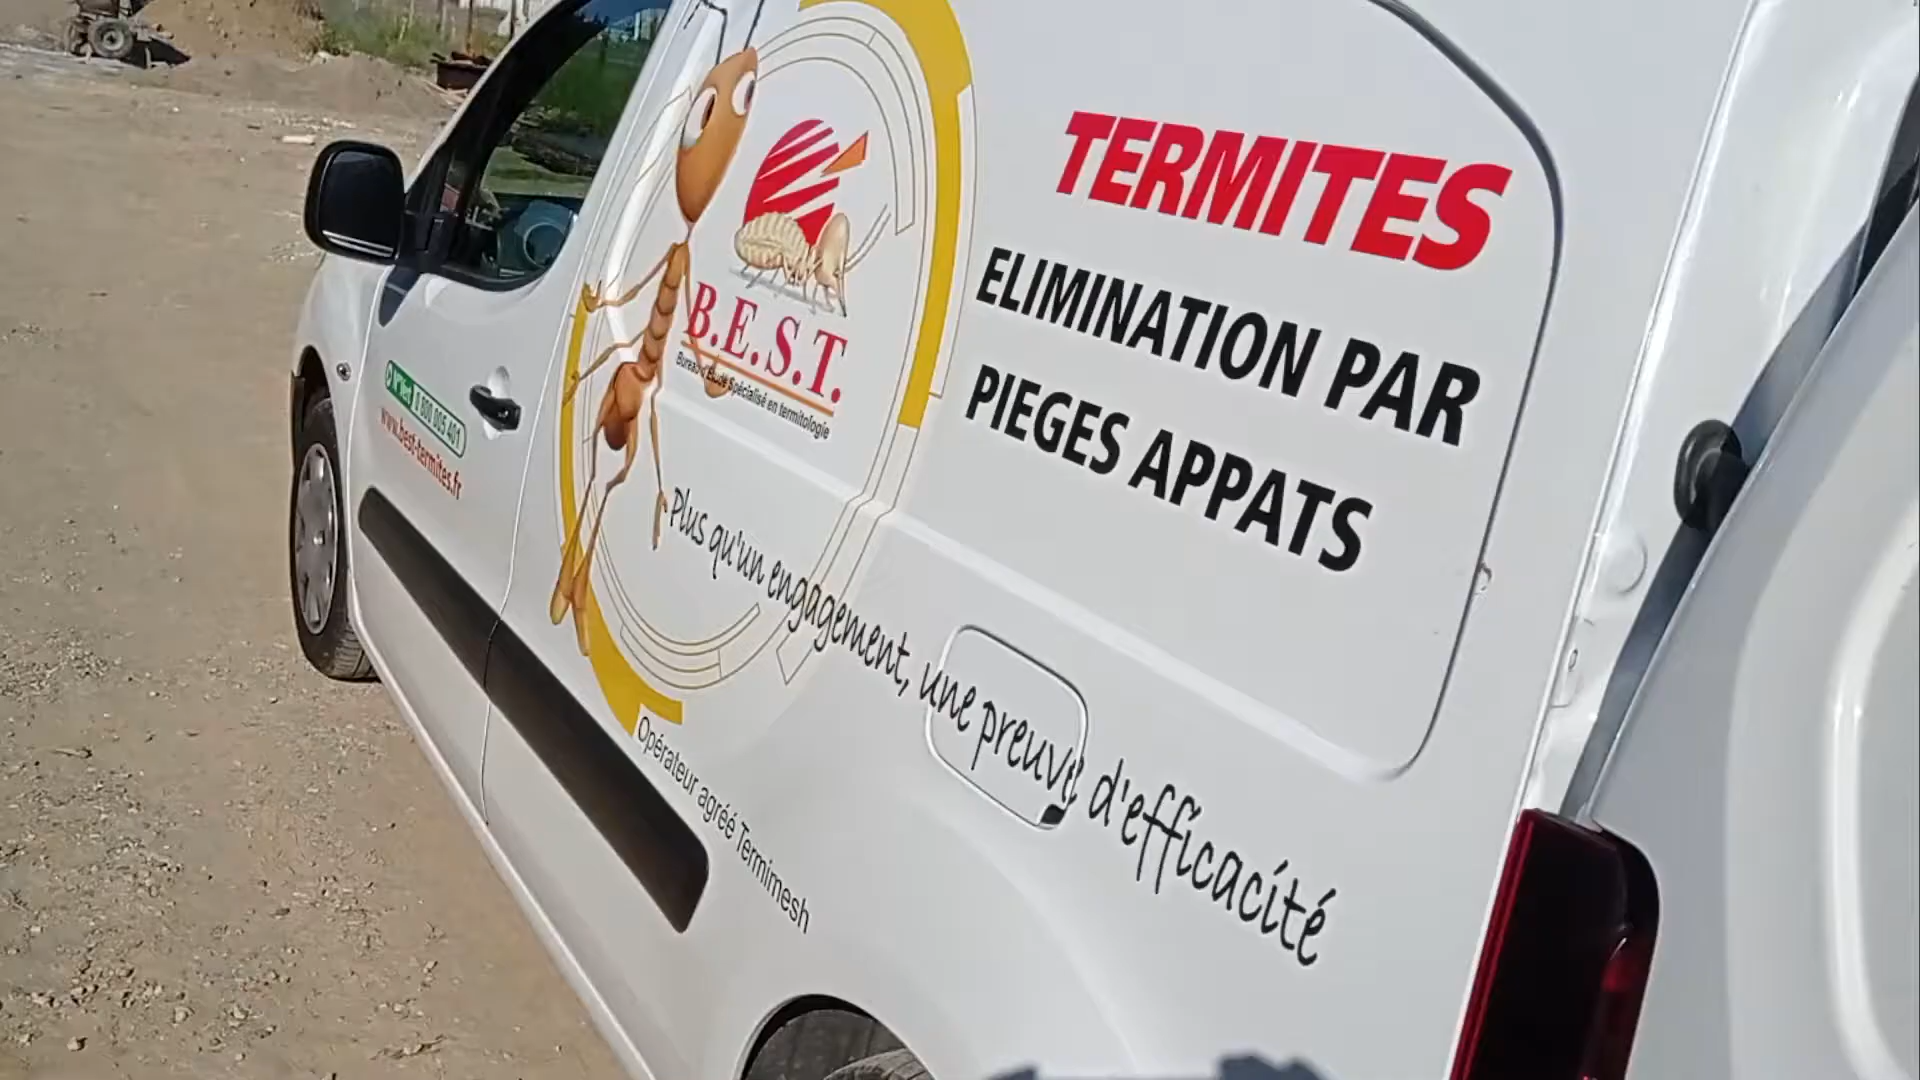 TERMITES
ELIMINATION PAR
PIEGES APPATS
B.E.S.T.
Bureau d'Etude Spécialisé en termitologie
N°Vert 0 800 005 401
www.best-termites.fr
Plus qu'un engagement, une preuve d'efficacité
Opérateur agréé Termimesh